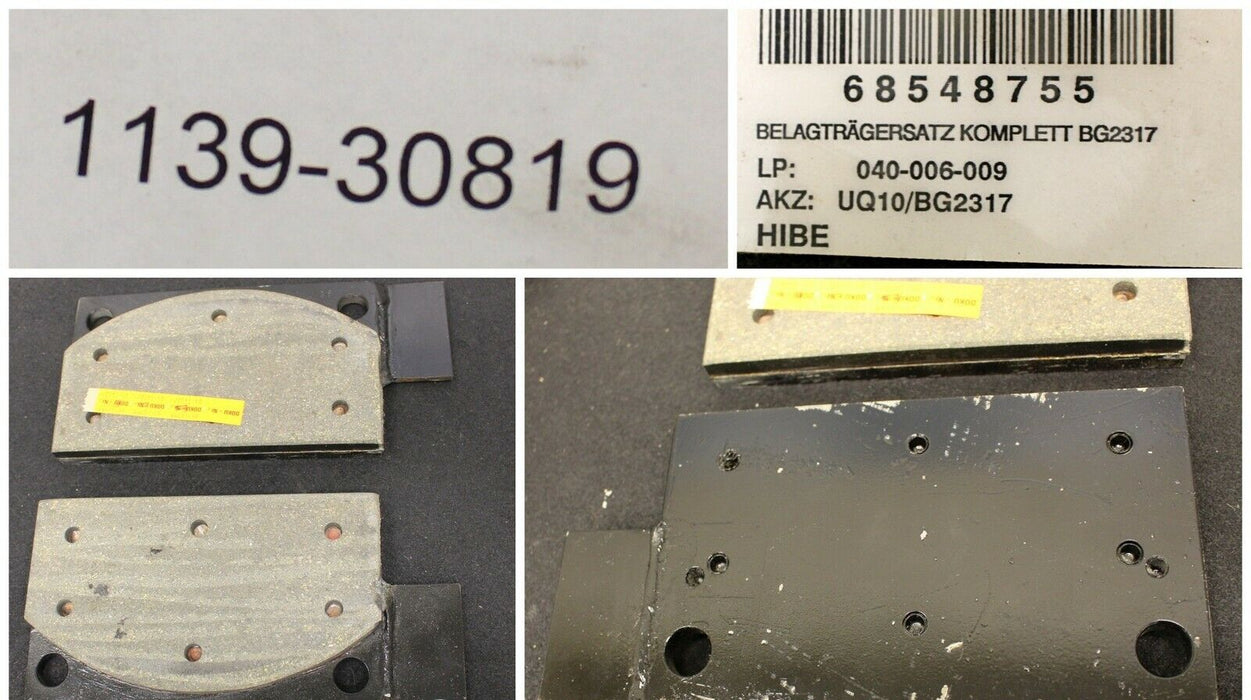 1139-30819
68548755
BELAGTRÄGERSATZ KOMPLETT BG2317
LP: 040-006-009
AKZ: UQ10/BG2317
HIBE